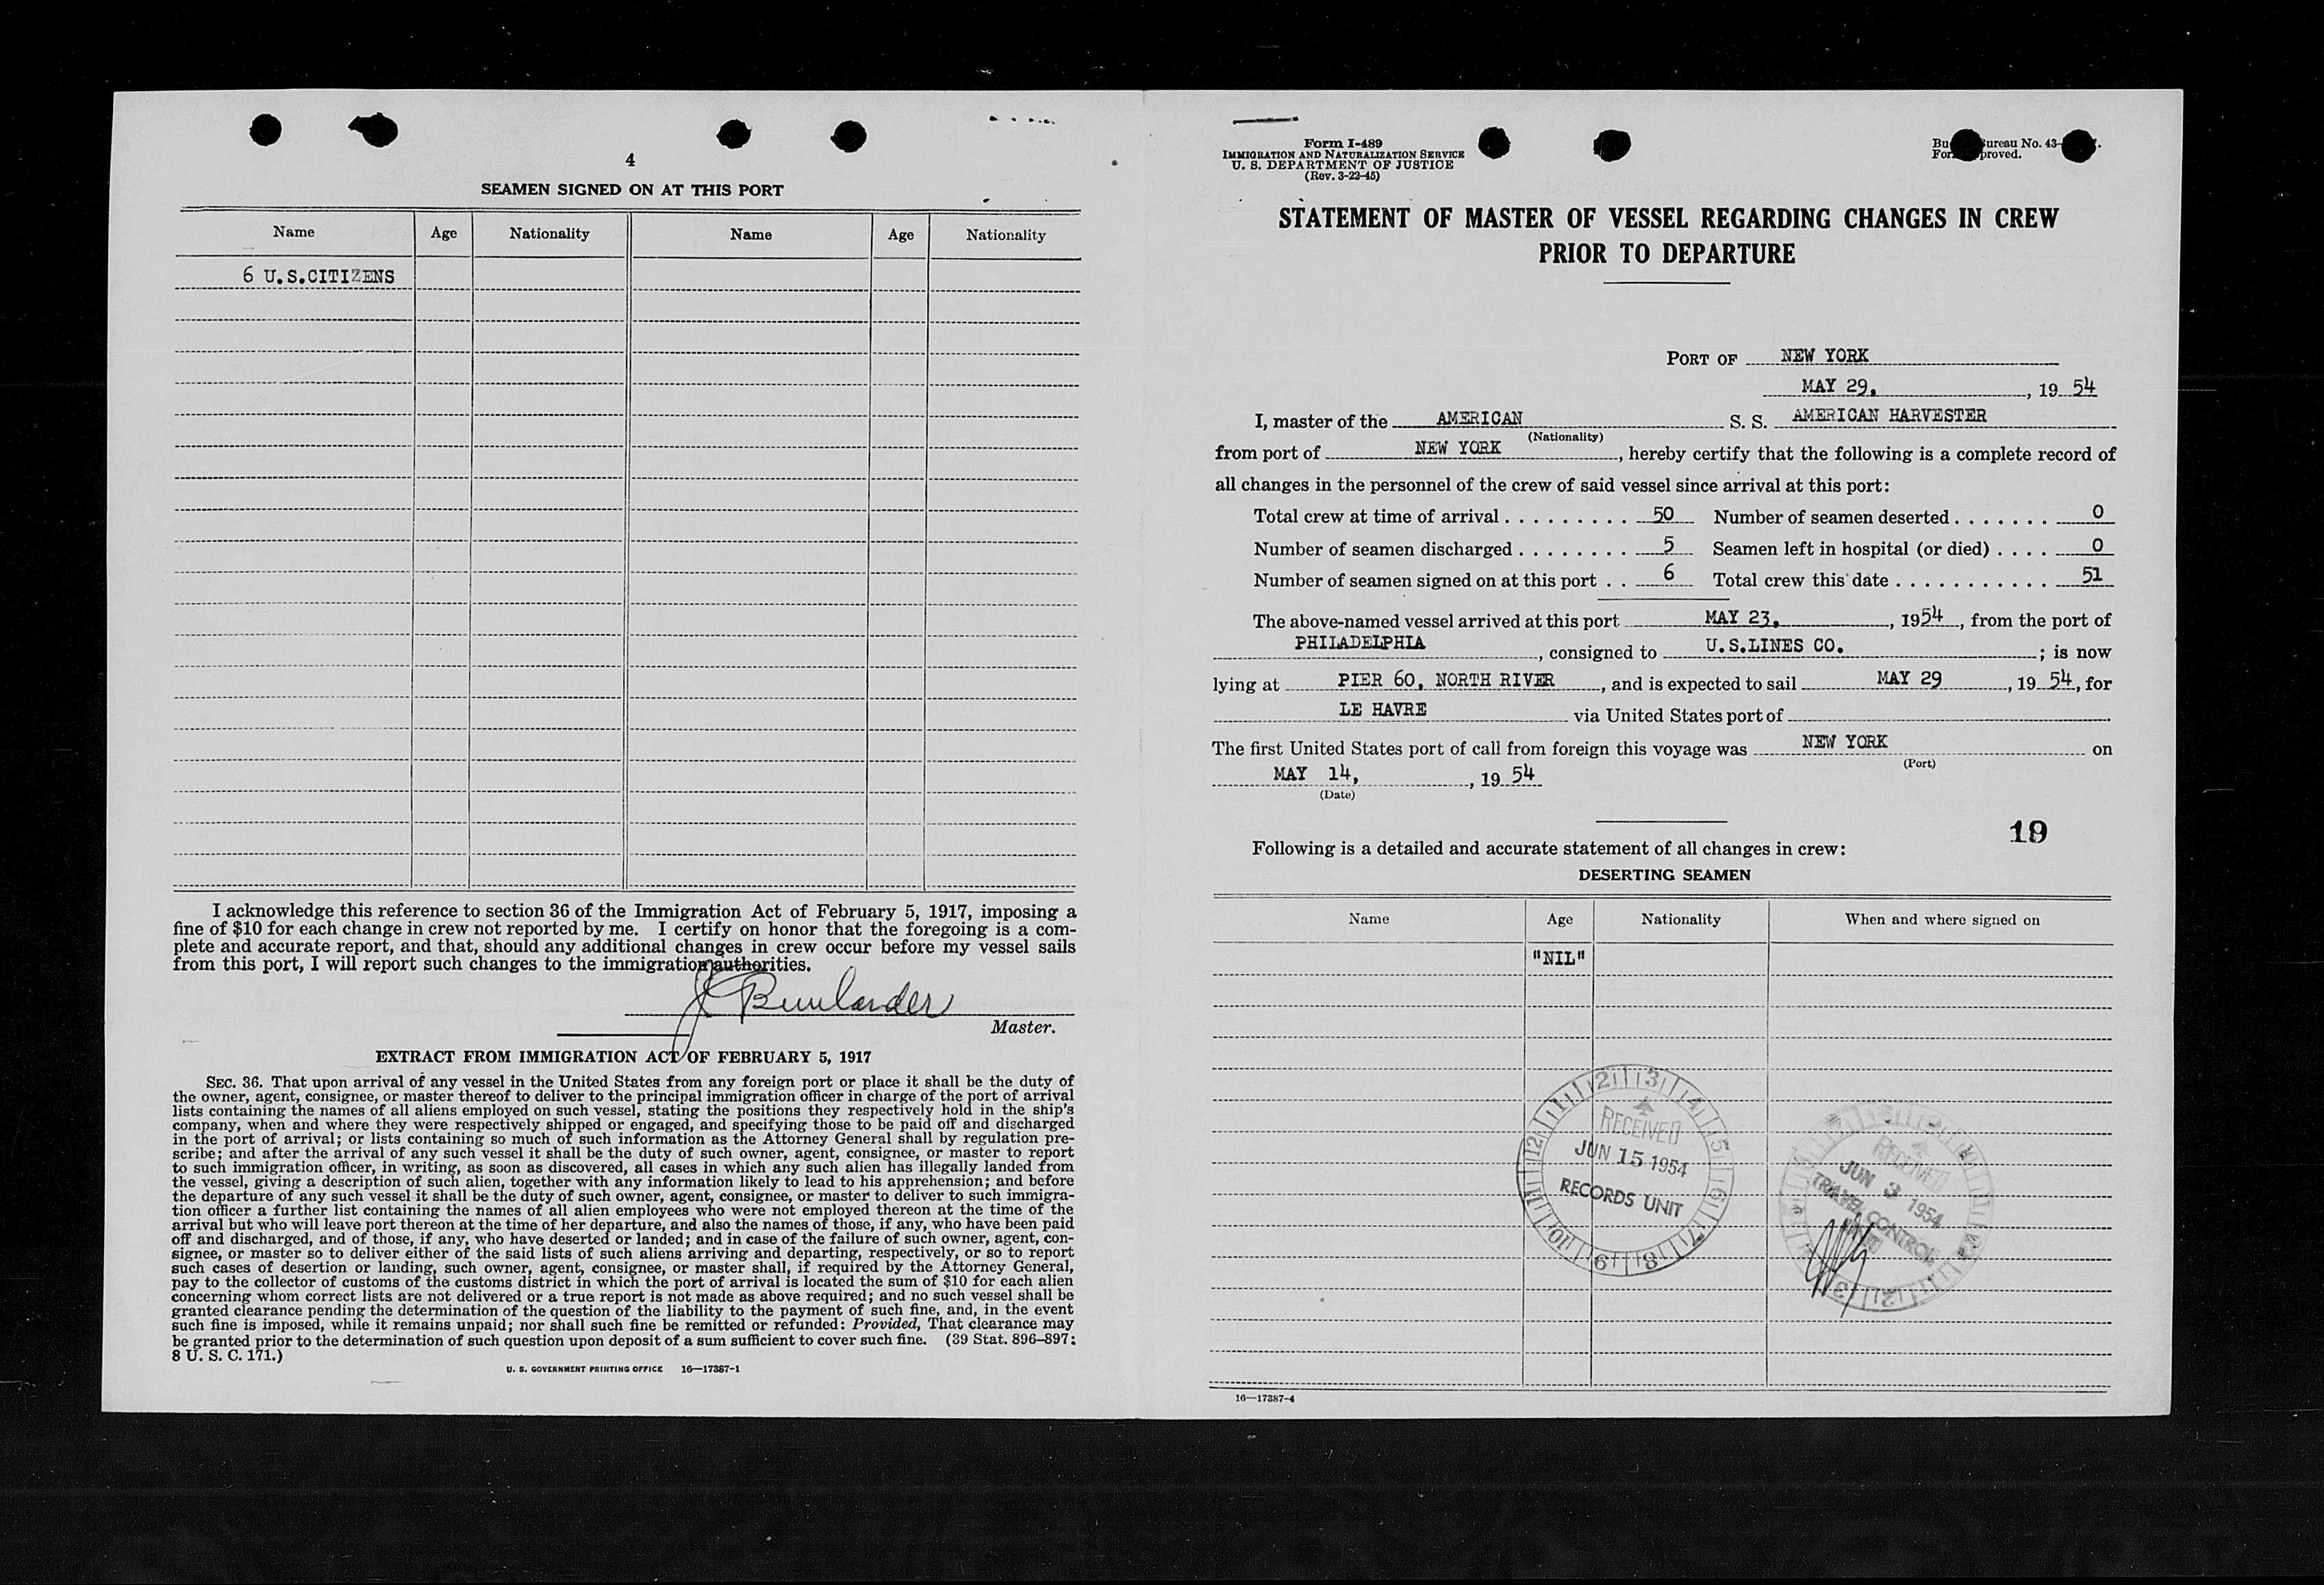 4
SEAMEN SIGNED ON AT THIS PORT
Name Age Nationality Name Age Nationality
6 U.S.CITIZENS
I acknowledge this reference to section 36 of the Immigration Act of February 5, 1917, imposing a
fine of $10 for each change in crew not reported by me. I certify on honor that the foregoing is a com-
plete and accurate report, and that, should any additional changes in crew occur before my vessel sails
from this port, I will report such changes to the immigration authorities.
Master.
EXTRACT FROM IMMIGRATION ACT OF FEBRUARY 5, 1917
SEC. 36. That upon arrival of any vessel in the United States from any foreign port or place it shall be the duty of
the owner, agent, consignee, or master thereof to deliver to the principal immigration officer in charge of the port of arrival
lists containing the names of all aliens employed on such vessel, stating the positions they respectively hold in the ship's
company, when and where they were respectively shipped or engaged, and specifying those to be paid off and discharged
in the port of arrival; or lists containing so much of such information as the Attorney General shall by regulation pre-
scribe; and after the arrival of any such vessel it shall be the duty of such owner, agent, consignee, or master to report
to such immigration officer, in writing, as soon as discovered, all cases in which any such alien has illegally landed from
the vessel, giving a description of such alien, together with any information likely to lead to his apprehension; and before
the departure of any such vessel it shall be the duty of such owner, agent, consignee, or master to deliver to such immigra-
tion officer a further list containing the names of all alien employees who were not employed thereon at the time of the
arrival but who will leave port thereon at the time of her departure, and also the names of those, if any, who have been paid
off and discharged, and of those, if any, who have deserted or landed; and in case of the failure of such owner, agent, con-
signee, or master so to deliver either of the said lists of such aliens arriving and departing, respectively, or so to report
such cases of desertion or landing, such owner, agent, consignee, or master shall, if required by the Attorney General,
pay to the collector of customs of the customs district in which the port of arrival is located the sum of $10 for each alien
concerning whom correct lists are not delivered or a true report is not made as above required; and no such vessel shall be
granted clearance pending the determination of the question of the liability to the payment of such fine, and, in the event
such fine is imposed, while it remains unpaid; nor shall such fine be remitted or refunded: Provided, That clearance may
be granted prior to the determination of such question upon deposit of a sum sufficient to cover such fine. (39 Stat. 896-897;
8 U. S. C. 171.)
U. S. GOVERNMENT PRINTING OFFICE 16—17387-1
Form I-489
IMMIGRATION AND NATURALIZATION SERVICE
U. S. DEPARTMENT OF JUSTICE
(Rev. 3-22-45)
Bu ureau No. 43-
For proved.
STATEMENT OF MASTER OF VESSEL REGARDING CHANGES IN CREW
PRIOR TO DEPARTURE
PORT OF NEW YORK
MAY 29, , 19 54
I, master of the AMERICAN S. S. AMERICAN HARVESTER
(Nationality)
from port of NEW YORK , hereby certify that the following is a complete record of
all changes in the personnel of the crew of said vessel since arrival at this port:
Total crew at time of arrival . . . . . . . . . 50 Number of seamen deserted . . . . . . . 0
Number of seamen discharged . . . . . . . . 5 Seamen left in hospital (or died) . . . . 0
Number of seamen signed on at this port . . 6 Total crew this date . . . . . . . . . . . 51
The above-named vessel arrived at this port MAY 23, , 1954 , from the port of
PHILADELPHIA , consigned to U.S.LINES CO. ; is now
lying at PIER 60, NORTH RIVER , and is expected to sail MAY 29 , 19 54, for
LE HAVRE via United States port of .
The first United States port of call from foreign this voyage was NEW YORK on
(Port)
MAY 14, , 19 54
(Date)
19
Following is a detailed and accurate statement of all changes in crew:
DESERTING SEAMEN
Name Age Nationality When and where signed on
"NIL"
12 1 2 3 4 5 6 7 8 9 10 11
RECEIVED
JUN 15 1954
RECORDS UNIT
RECEIVED
JUN 3 1954
TRAVEL CONTROL
UNIT
16—17387-4